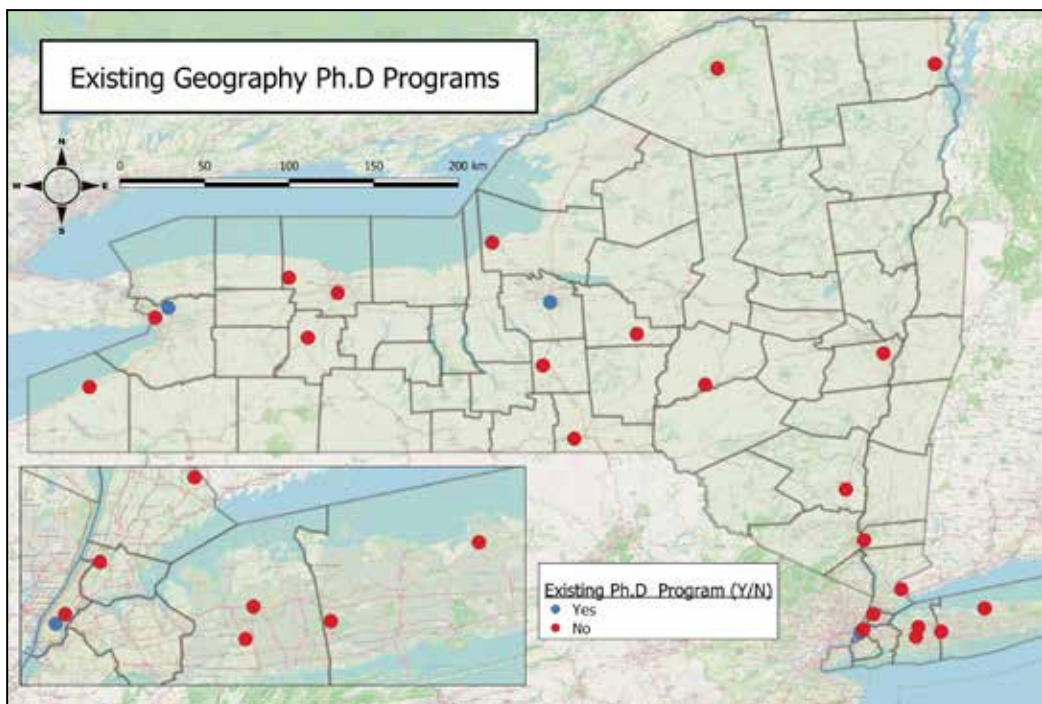 Existing Geography Ph.D Programs
N
W E
S
0 50 100 150 200 km
Existing Ph.D Program (Y/N)
Yes
No